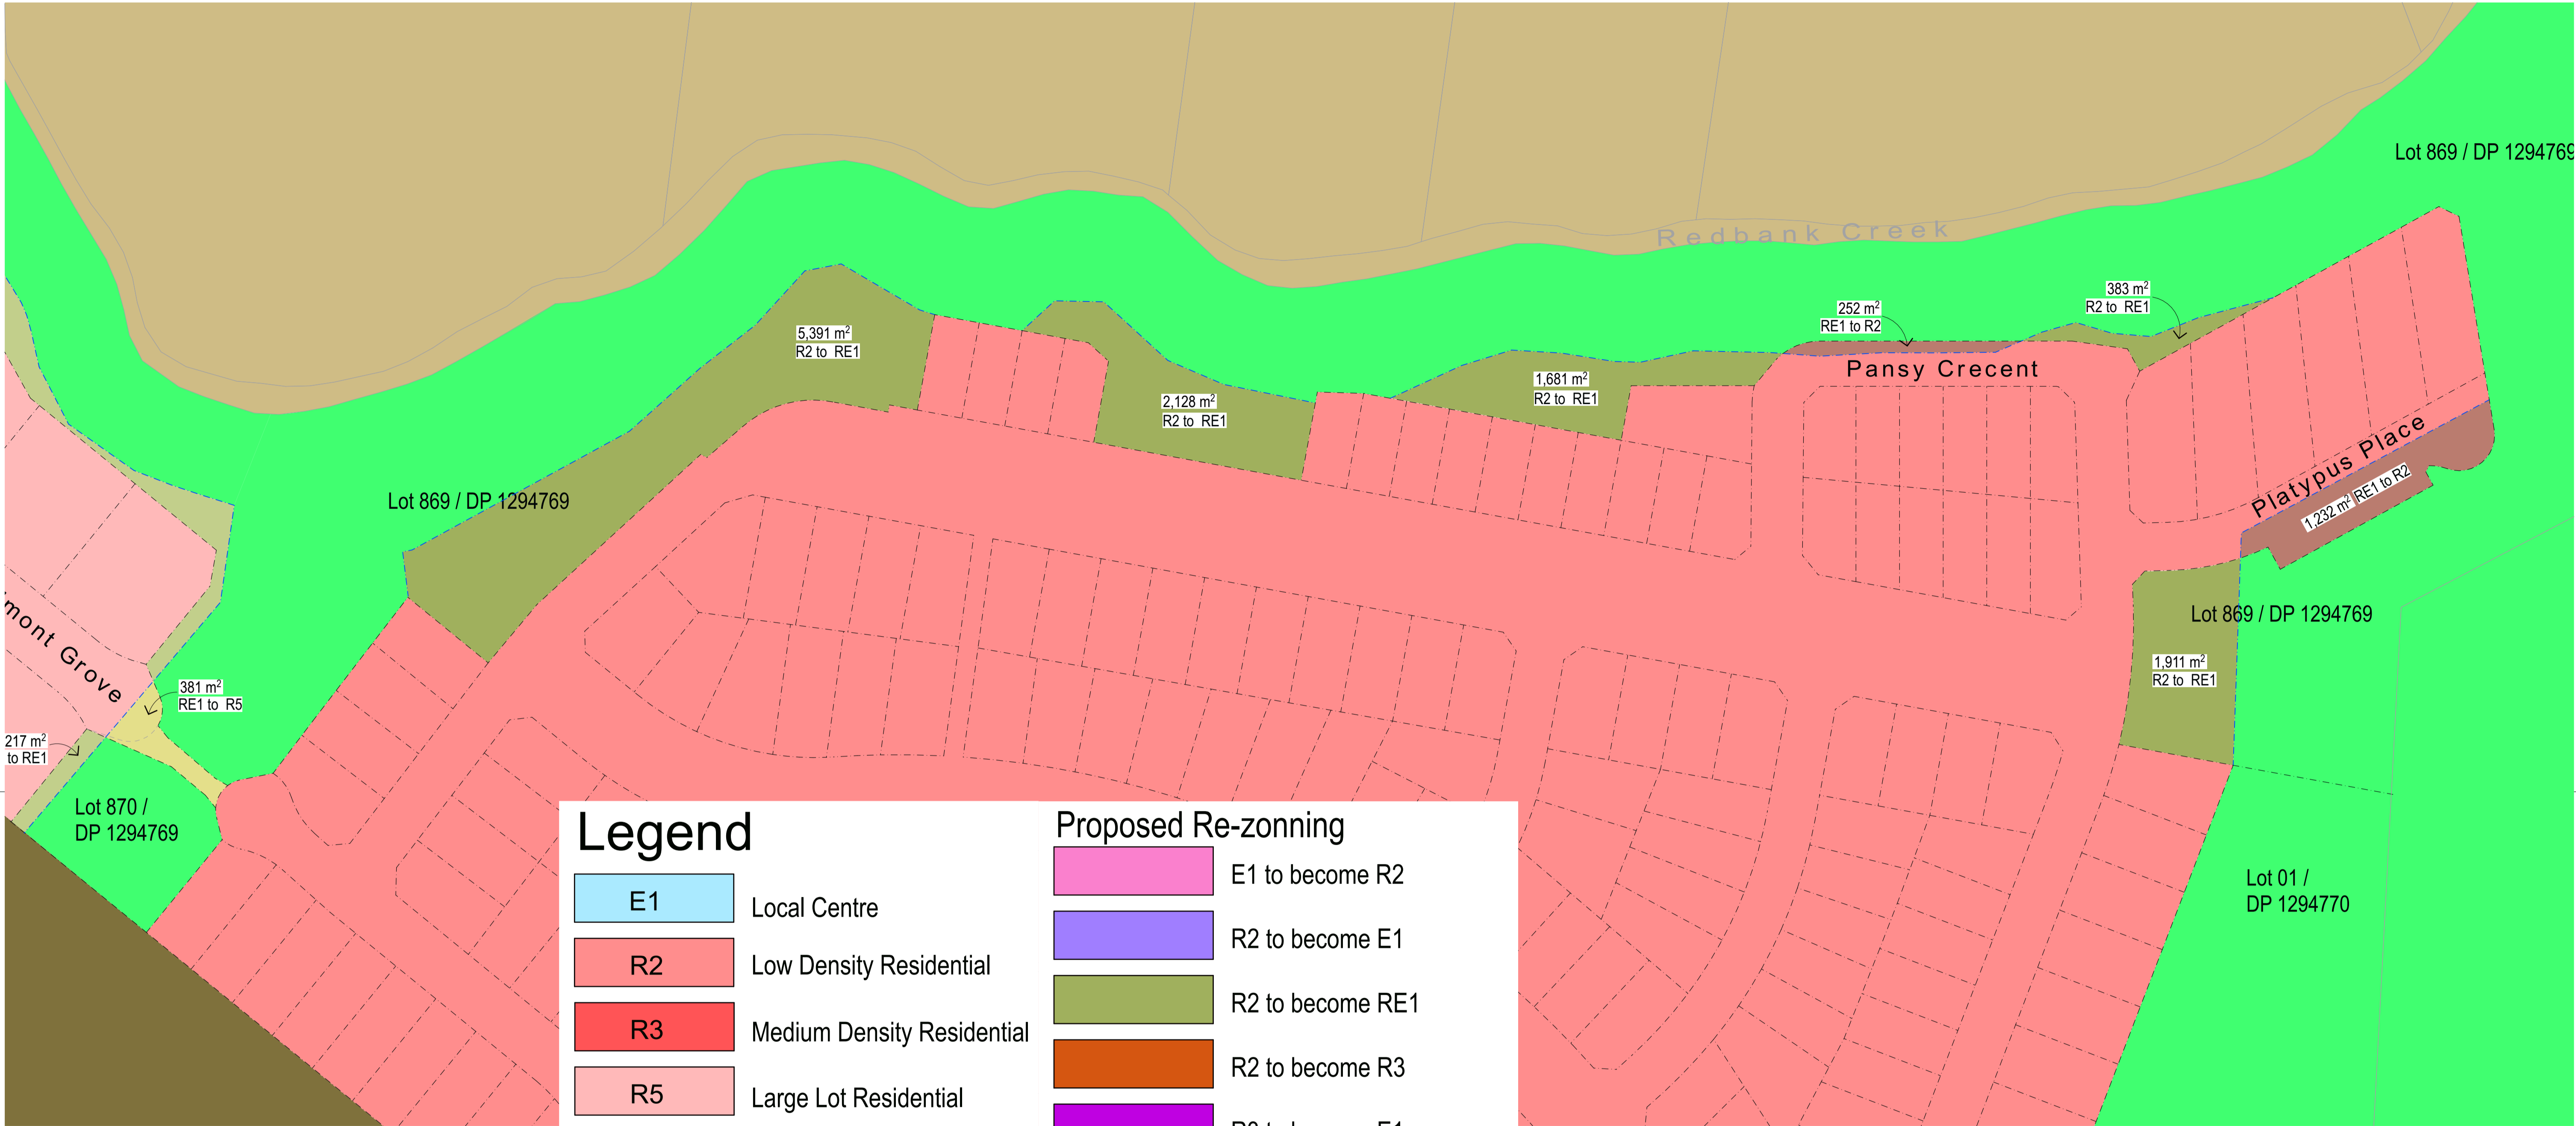 Lot 869 / DP 1294769
Redbank Creek
383 m²
R2 to RE1
252 m²
RE1 to R2
5,391 m²
R2 to RE1
Pansy Crecent
1,681 m²
R2 to RE1
2,128 m²
R2 to RE1
Platypus Place
1,232 m² RE1 to R2
Lot 869 / DP 1294769
Lot 869 / DP 1294769
mont Grove
1,911 m²
R2 to RE1
381 m²
RE1 to R5
217 m²
to RE1
Lot 870 /
DP 1294769
Lot 01 /
DP 1294770
Legend
E1 Local Centre
R2 Low Density Residential
R3 Medium Density Residential
R5 Large Lot Residential
Proposed Re-zonning
E1 to become R2
R2 to become E1
R2 to become RE1
R2 to become R3